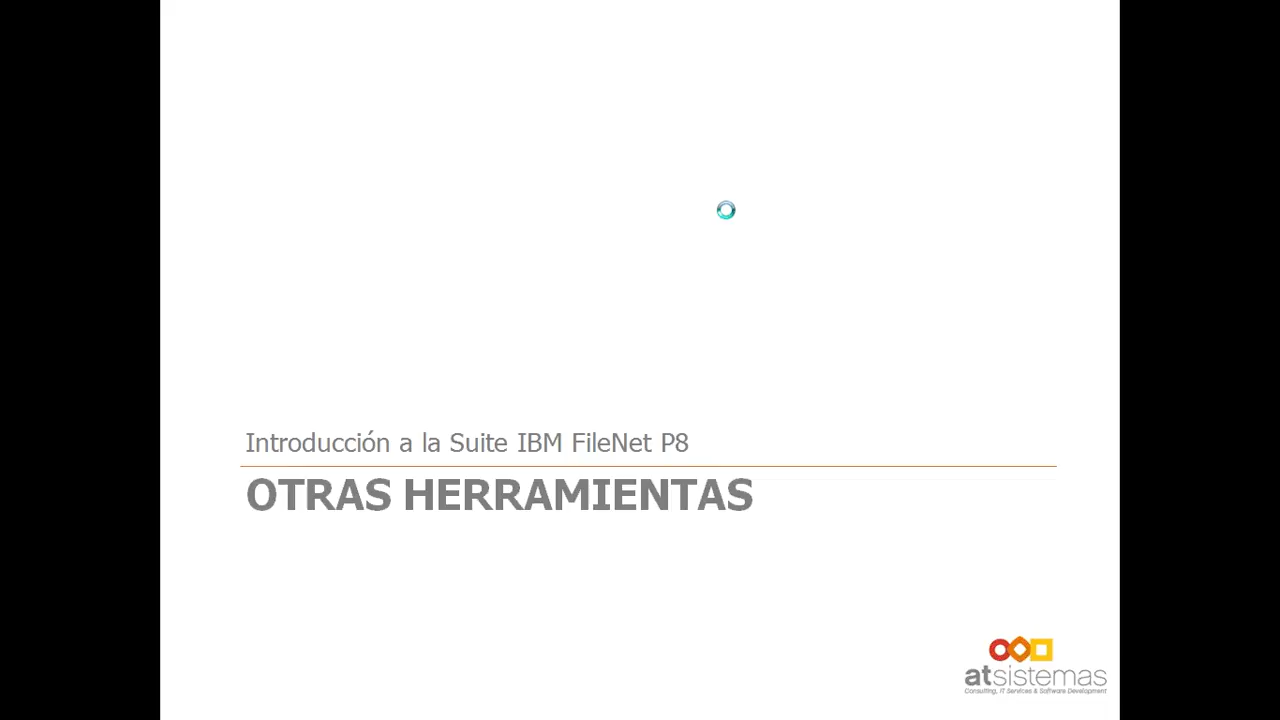 Introducción a la Suite IBM FileNet P8
OTRAS HERRAMIENTAS
atsistemas
Consulting, IT Services & Software Development